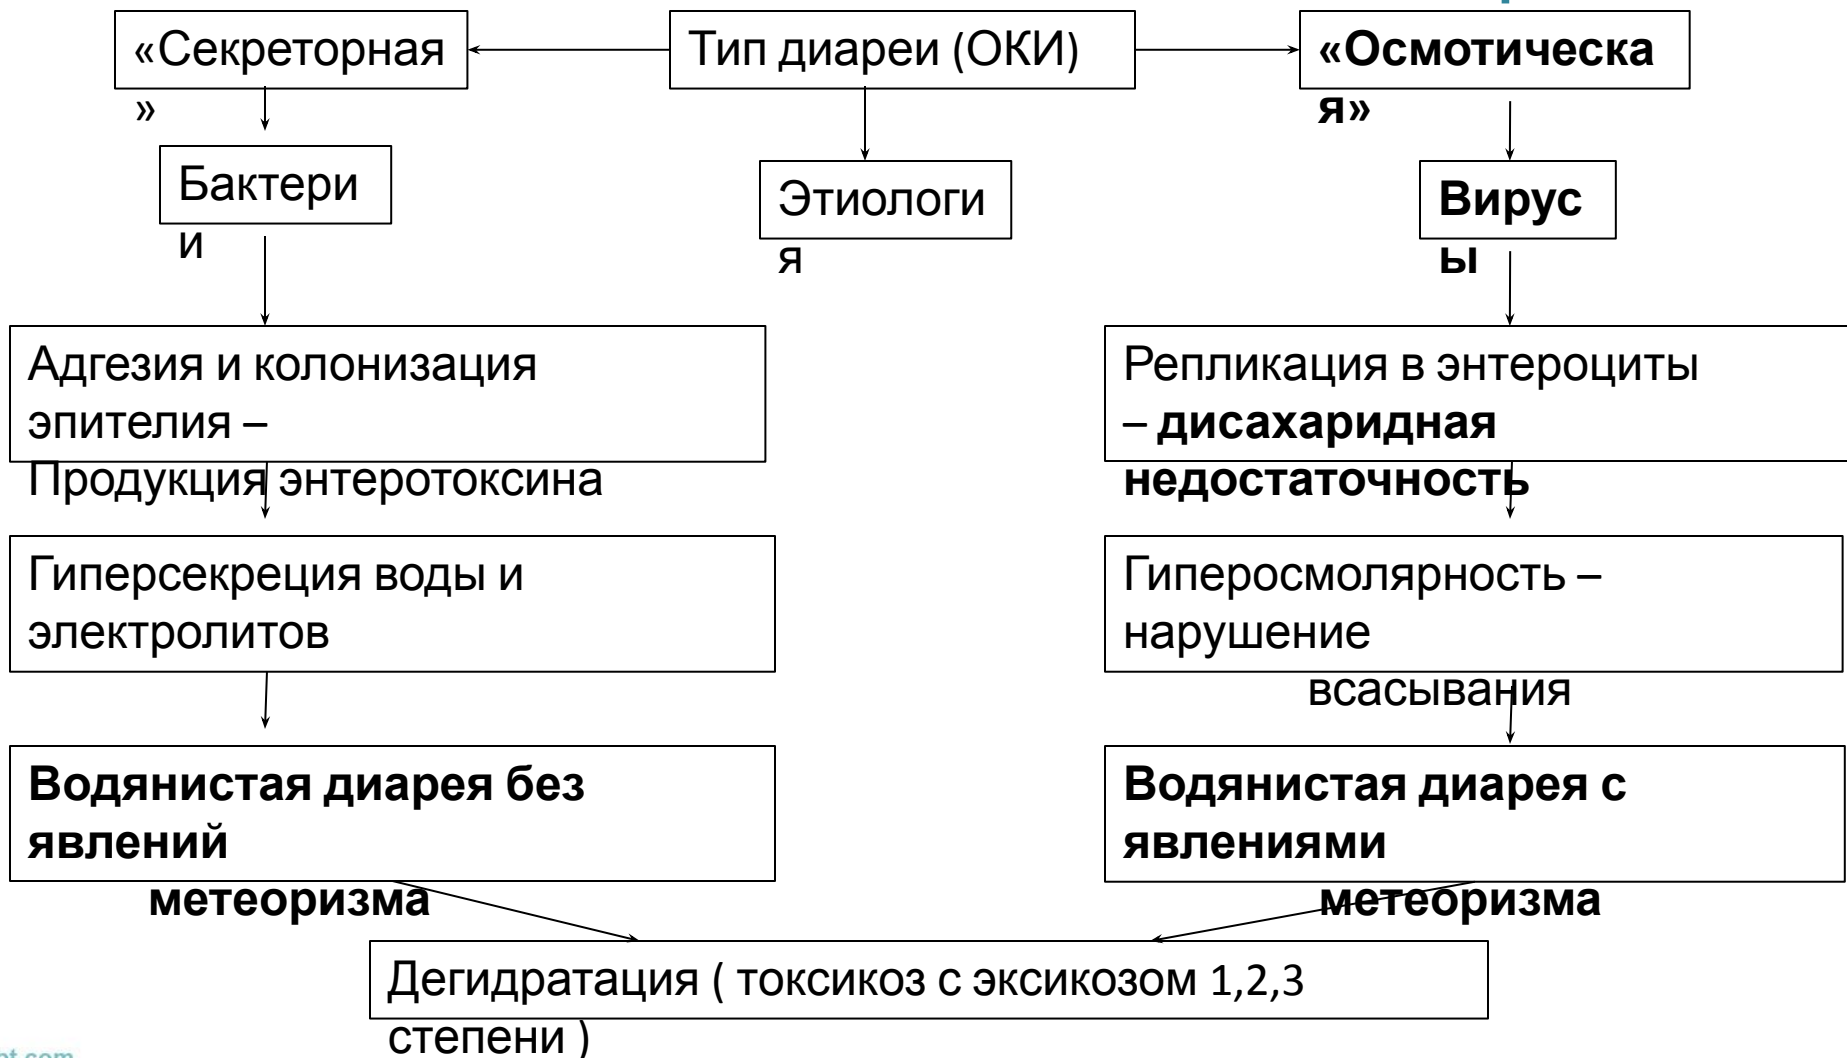 «Секреторная
»
Тип диареи (ОКИ)
«Осмотическа
я»
Бактери
и
Этиологи
я
Вирус
ы
Адгезия и колонизация
эпителия –
Продукция энтеротоксина
Репликация в энтероциты
– дисахаридная
недостаточность
Гиперсекреция воды и
электролитов
Гиперосмолярность –
нарушение
всасывания
Водянистая диарея без
явлений
метеоризма
Водянистая диарея с
явлениями
метеоризма
Дегидратация ( токсикоз с эксикозом 1,2,3
степени )